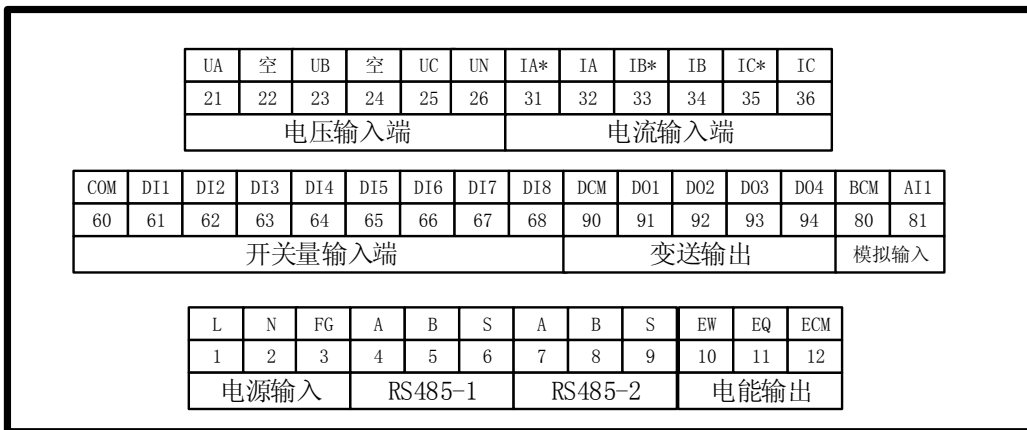 UA 空 UB 空 UC UN IA* IA IB* IB IC* IC
21 22 23 24 25 26 31 32 33 34 35 36
电压输入端 电流输入端
COM DI1 DI2 DI3 DI4 DI5 DI6 DI7 DI8 DCM DO1 DO2 DO3 DO4 BCM AI1
60 61 62 63 64 65 66 67 68 90 91 92 93 94 80 81
开关量输入端 变送输出 模拟输入
L N FG A B S A B S EW EQ ECM
1 2 3 4 5 6 7 8 9 10 11 12
电源输入 RS485-1 RS485-2 电能输出